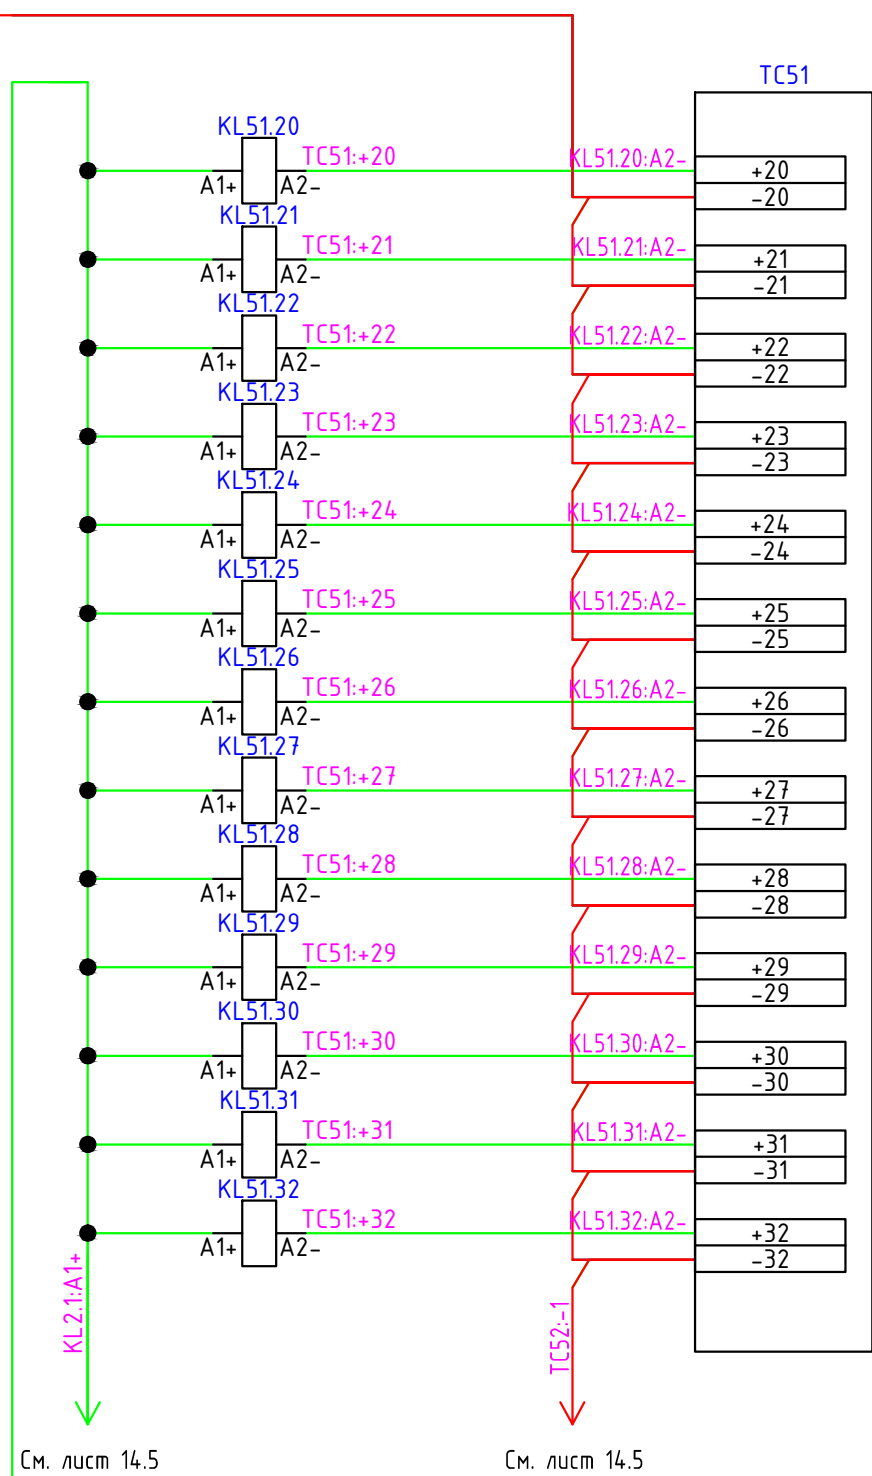 TC51
KL51.20
TC51:+20
KL51.20:A2-
+20
A1+
A2-
-20
KL51.21
TC51:+21
KL51.21:A2-
+21
A1+
A2-
-21
KL51.22
TC51:+22
KL51.22:A2-
+22
A1+
A2-
-22
KL51.23
TC51:+23
KL51.23:A2-
+23
A1+
A2-
-23
KL51.24
TC51:+24
KL51.24:A2-
+24
A1+
A2-
-24
KL51.25
TC51:+25
KL51.25:A2-
+25
A1+
A2-
-25
KL51.26
TC51:+26
KL51.26:A2-
+26
A1+
A2-
-26
KL51.27
TC51:+27
KL51.27:A2-
+27
A1+
A2-
-27
KL51.28
TC51:+28
KL51.28:A2-
+28
A1+
A2-
-28
KL51.29
TC51:+29
KL51.29:A2-
+29
A1+
A2-
-29
KL51.30
TC51:+30
KL51.30:A2-
+30
A1+
A2-
-30
KL51.31
TC51:+31
KL51.31:A2-
+31
A1+
A2-
-31
KL51.32
TC51:+32
KL51.32:A2-
+32
A1+
A2-
-32
KL2.1:A1+
TC52:-1
См. лист 14.5
См. лист 14.5